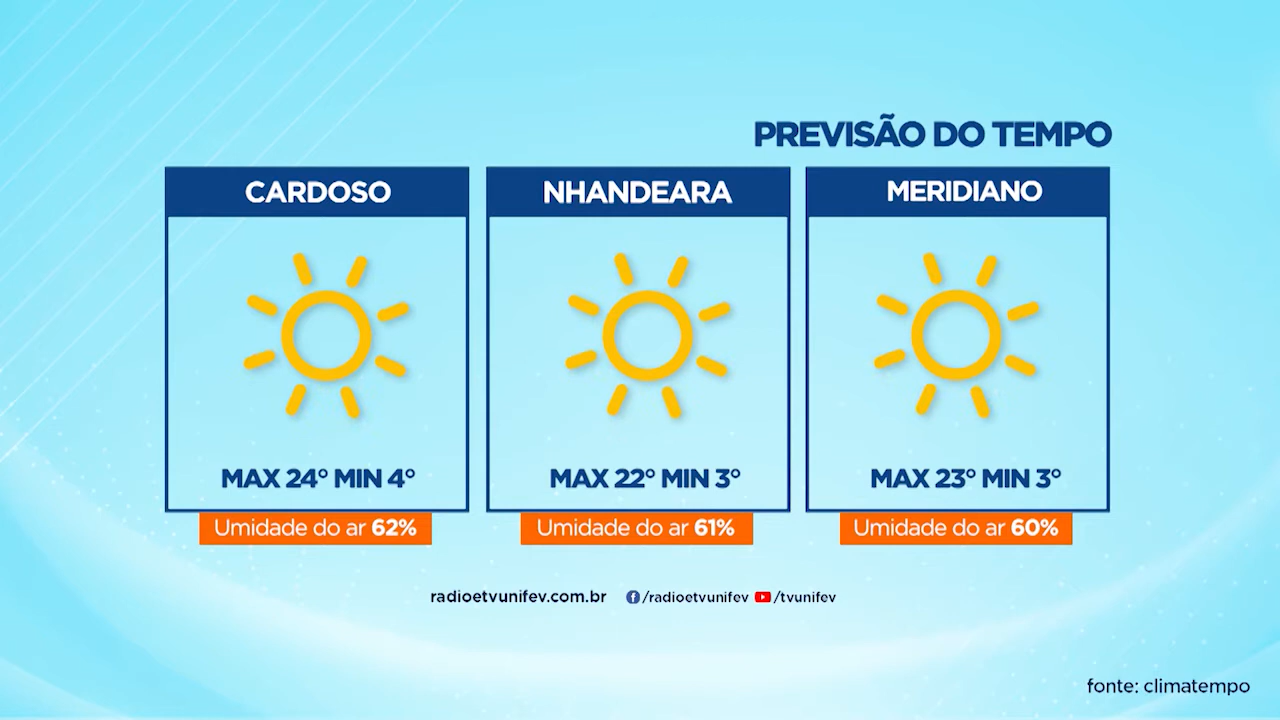 PREVISÃO DO TEMPO
CARDOSO
MAX 24° MIN 4°
Umidade do ar 62%
NHANDEARA
MAX 22° MIN 3°
Umidade do ar 61%
MERIDIANO
MAX 23° MIN 3°
Umidade do ar 60%
radioetvunifev.com.br /radioetvunifev /tvunifev
fonte: climatempo